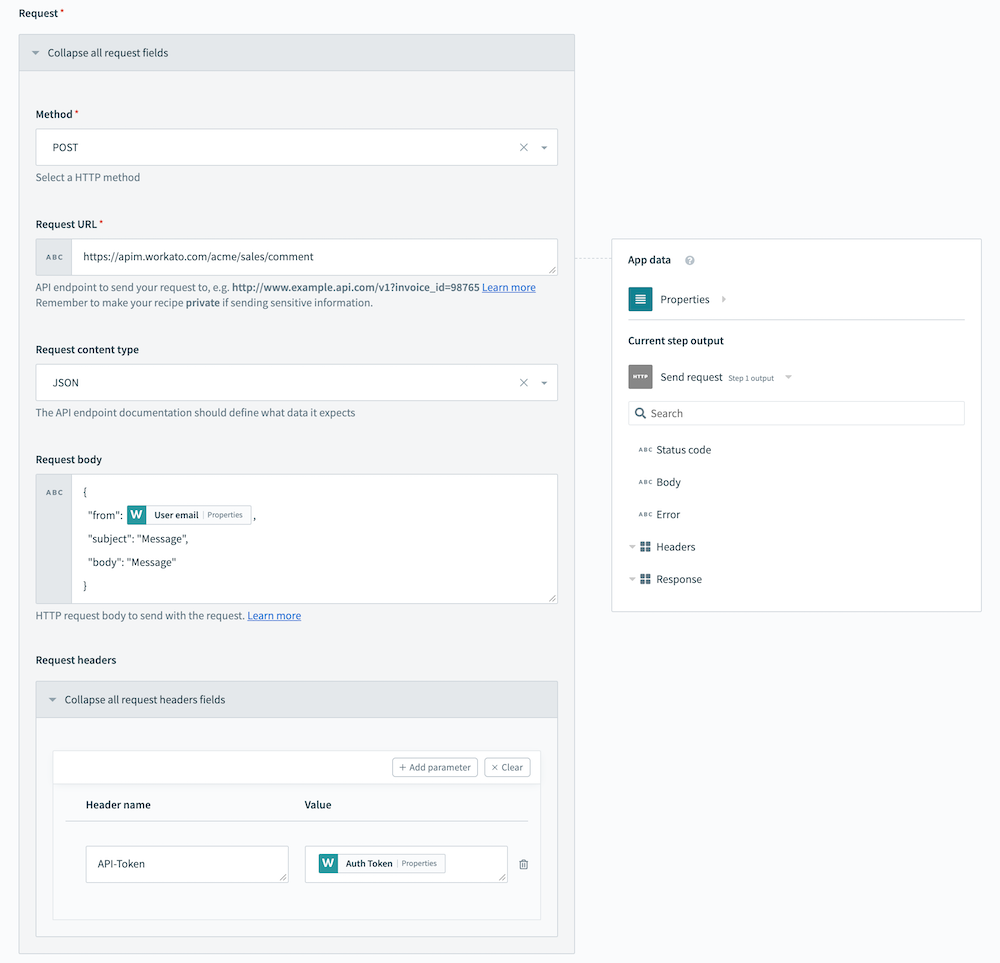 Request *
Collapse all request fields
Method *
POST
Select a HTTP method
Request URL *
ABC
https://apim.workato.com/acme/sales/comment
API endpoint to send your request to, e.g. http://www.example.api.com/v1?invoice_id=98765 Learn more
Remember to make your recipe private if sending sensitive information.
Request content type
JSON
The API endpoint documentation should define what data it expects
Request body
ABC
{
"from": W User email | Properties ,
"subject": "Message",
"body": "Message"
}
HTTP request body to send with the request. Learn more
Request headers
Collapse all request headers fields
+ Add parameter × Clear
Header name Value
API-Token W Auth Token | Properties
App data ?
Properties
Current step output
HTTP Send request Step 1 output
Search
ABC Status code
ABC Body
ABC Error
Headers
Response